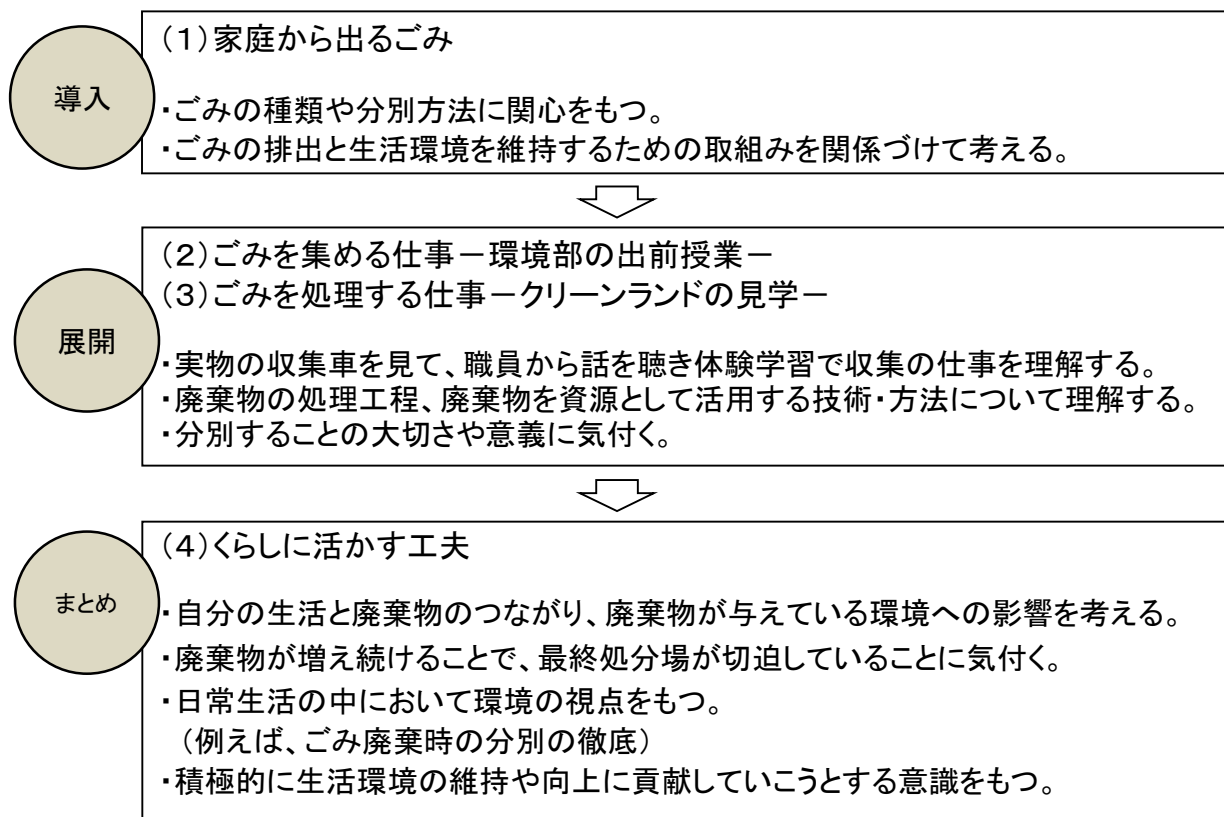 導入
(1)家庭から出るごみ
・ごみの種類や分別方法に関心をもつ。
・ごみの排出と生活環境を維持するための取組みを関係づけて考える。
展開
(2)ごみを集める仕事-環境部の出前授業-
(3)ごみを処理する仕事-クリーンランドの見学-
・実物の収集車を見て、職員から話を聴き体験学習で収集の仕事を理解する。
・廃棄物の処理工程、廃棄物を資源として活用する技術・方法について理解する。
・分別することの大切さや意義に気付く。
まとめ
(4)くらしに活かす工夫
・自分の生活と廃棄物のつながり、廃棄物が与えている環境への影響を考える。
・廃棄物が増え続けることで、最終処分場が切迫していることに気付く。
・日常生活の中において環境の視点をもつ。
(例えば、ごみ廃棄時の分別の徹底)
・積極的に生活環境の維持や向上に貢献していこうとする意識をもつ。